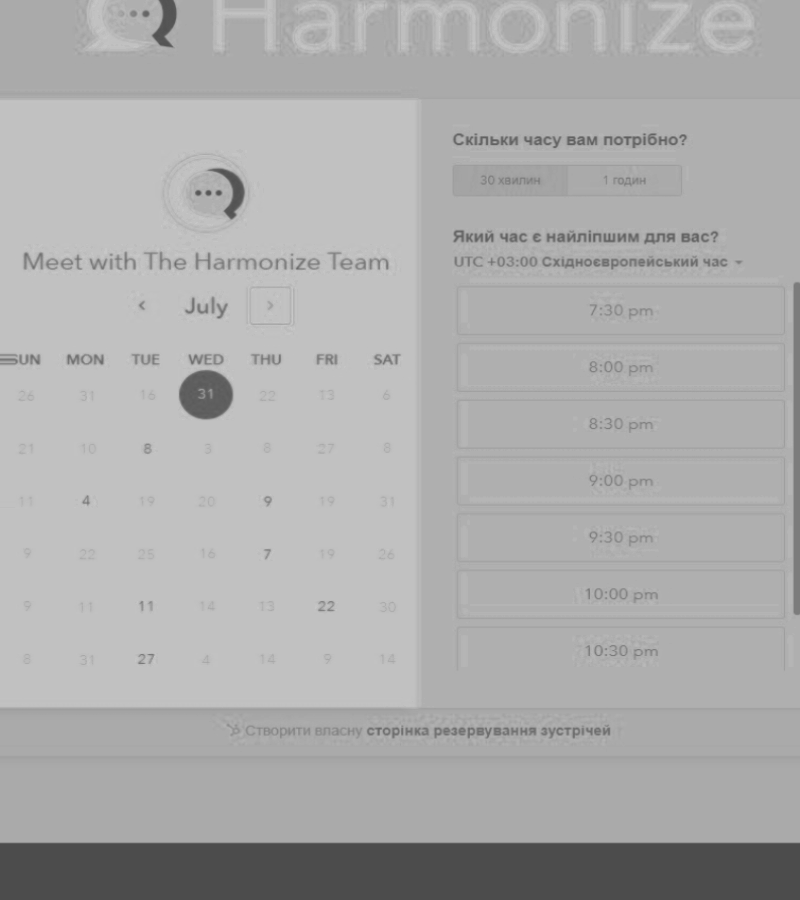 Harmonize
Meet with The Harmonize Team
July
SUN MON TUE WED THU FRI SAT
26 31 16 31 22 13 6
21 10 8 3 8 27 8
11 4 19 20 9 19 31
9 22 25 16 7 19 26
9 11 11 14 13 22 30
8 31 27 4 14 9 14
Скільки часу вам потрібно?
30 хвилин 1 годин
Який час є найліпшим для вас?
UTC +03:00 Східноєвропейський час
7:30 pm
8:00 pm
8:30 pm
9:00 pm
9:30 pm
10:00 pm
10:30 pm
Створити власну сторінка резервування зустрічей